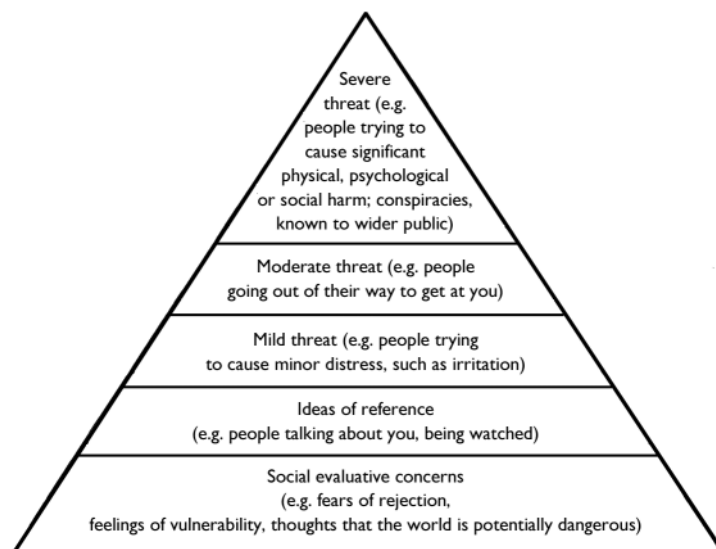 Severe
threat (e.g.
people trying to
cause significant
physical, psychological
or social harm; conspiracies,
known to wider public)
Moderate threat (e.g. people
going out of their way to get at you)
Mild threat (e.g. people trying
to cause minor distress, such as irritation)
Ideas of reference
(e.g. people talking about you, being watched)
Social evaluative concerns
(e.g. fears of rejection,
feelings of vulnerability, thoughts that the world is potentially dangerous)